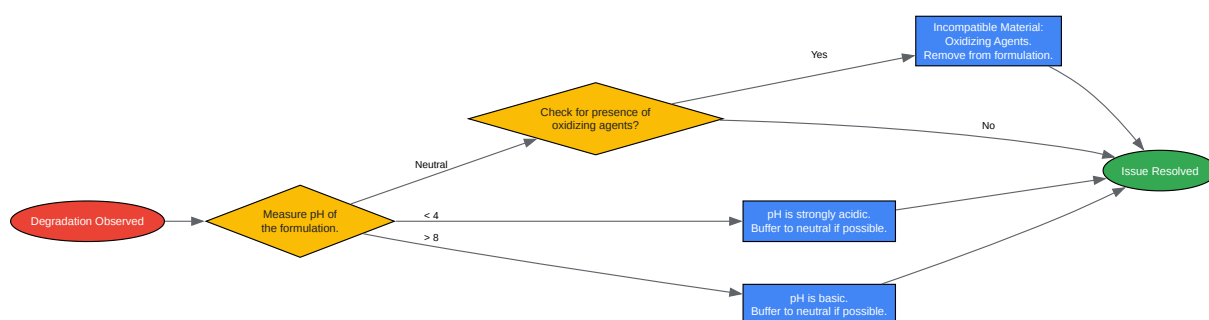 Degradation Observed
Measure pH of
the formulation.
Neutral
< 4
> 8
Check for presence of
oxidizing agents?
Yes
No
Incompatible Material:
Oxidizing Agents.
Remove from formulation.
pH is strongly acidic.
Buffer to neutral if possible.
pH is basic.
Buffer to neutral if possible.
Issue Resolved